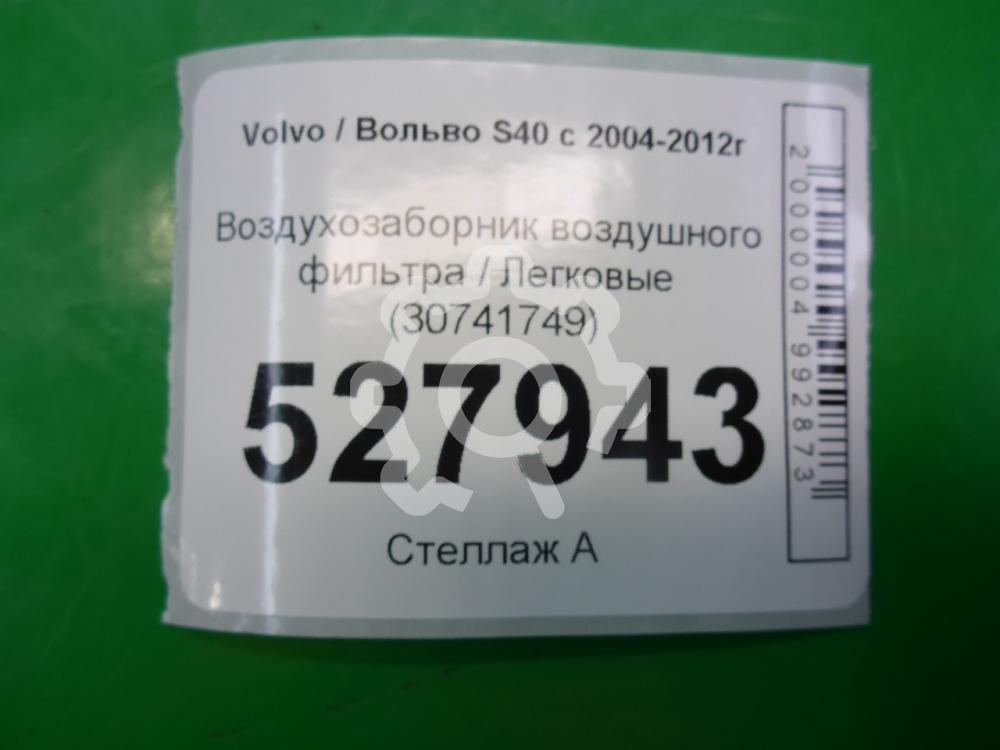 Volvo / Вольво S40 с 2004-2012г
Воздухозаборник воздушного
фильтра / Легковые
(30741749)
527943
Стеллаж А
2000004992873